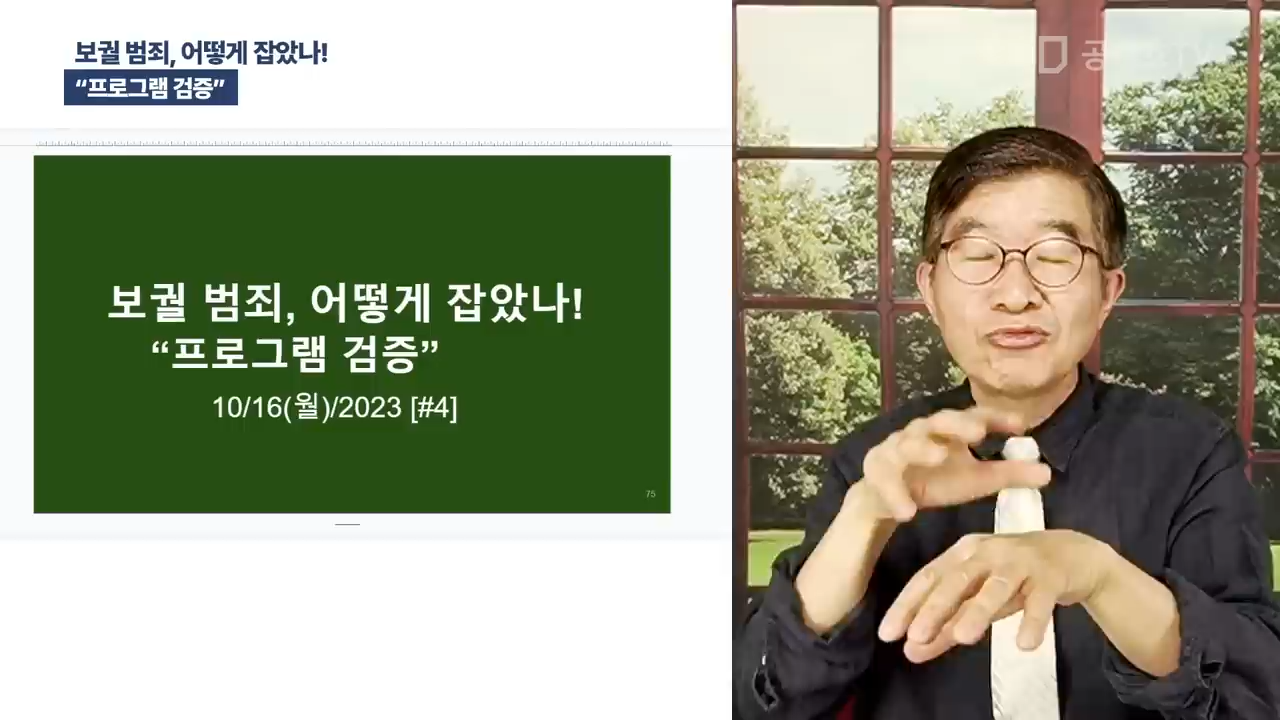 보궐 범죄, 어떻게 잡았나!
“프로그램 검증”
보궐 범죄, 어떻게 잡았나!
“프로그램 검증”
10/16(월)/2023 [#4]
75